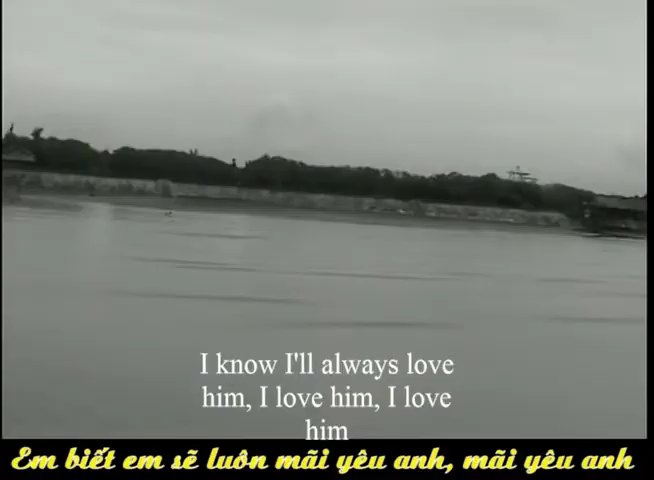 I know I'll always love
him, I love him, I love
him
Em biết em sẽ luôn mãi yêu anh, mãi yêu anh